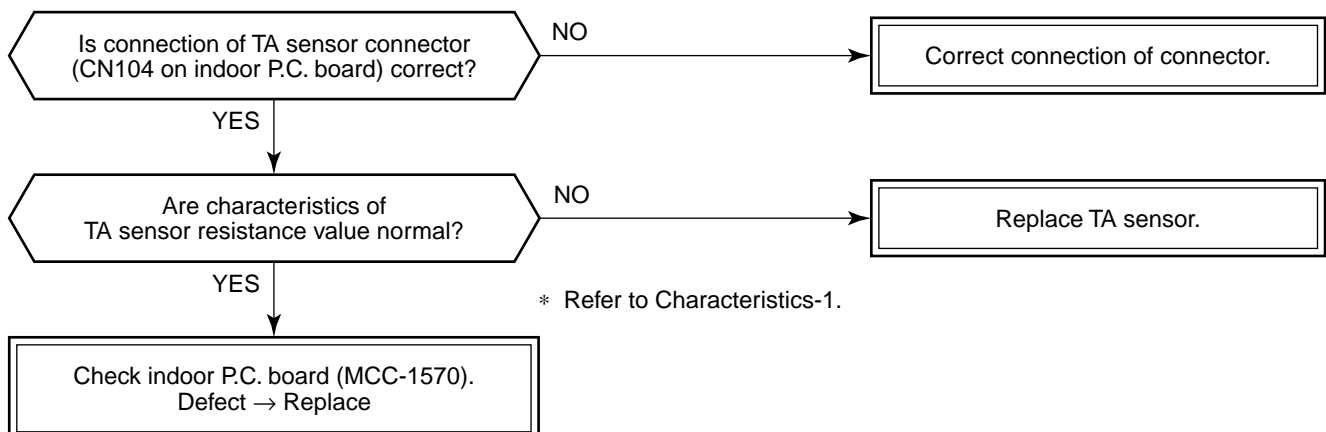 Is connection of TA sensor connector
(CN104 on indoor P.C. board) correct?
NO
Correct connection of connector.
YES
Are characteristics of
TA sensor resistance value normal?
NO
Replace TA sensor.
YES
* Refer to Characteristics-1.
Check indoor P.C. board (MCC-1570).
Defect → Replace